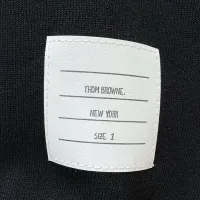 THOM BROWNE.
NEW YORK
SIZE 1